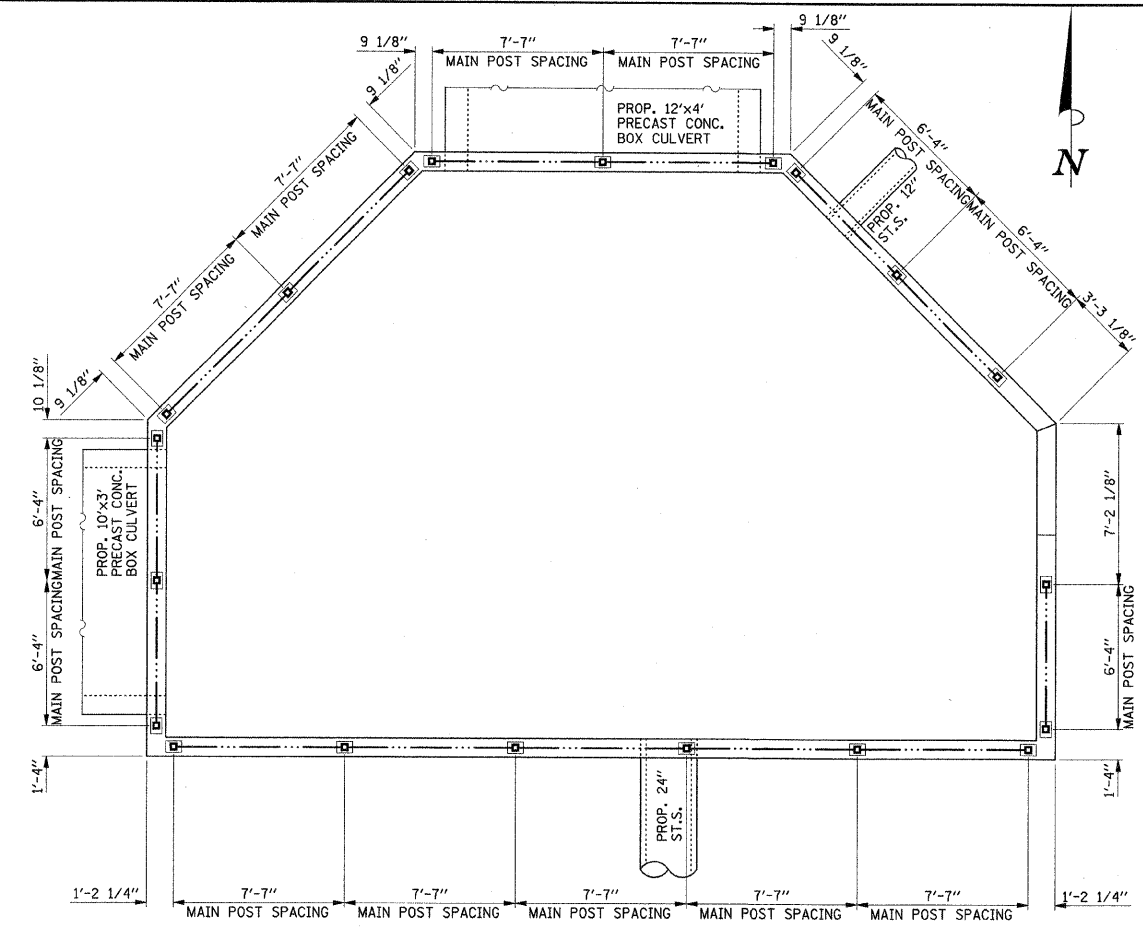 9 1/8"
7'-7"
MAIN POST SPACING
7'-7"
MAIN POST SPACING
9 1/8"
9 1/8"
9 1/8"
PROP. 12'x4'
PRECAST CONC.
BOX CULVERT
6'-4"
MAIN POST SPACING
PROP. 12"
ST.S.
6'-4"
MAIN POST SPACING
3'-3 1/8"
N
7'-7"
MAIN POST SPACING
7'-7"
MAIN POST SPACING
9 1/8"
10 1/8"
6'-4"
MAIN POST SPACING
6'-4"
MAIN POST SPACING
PROP. 10'x3'
PRECAST CONC.
BOX CULVERT
7'-2 1/8"
6'-4"
MAIN POST SPACING
1'-4"
1'-4"
PROP. 24"
ST.S.
1'-2 1/4"
7'-7"
MAIN POST SPACING
7'-7"
MAIN POST SPACING
7'-7"
MAIN POST SPACING
7'-7"
MAIN POST SPACING
7'-7"
MAIN POST SPACING
1'-2 1/4"